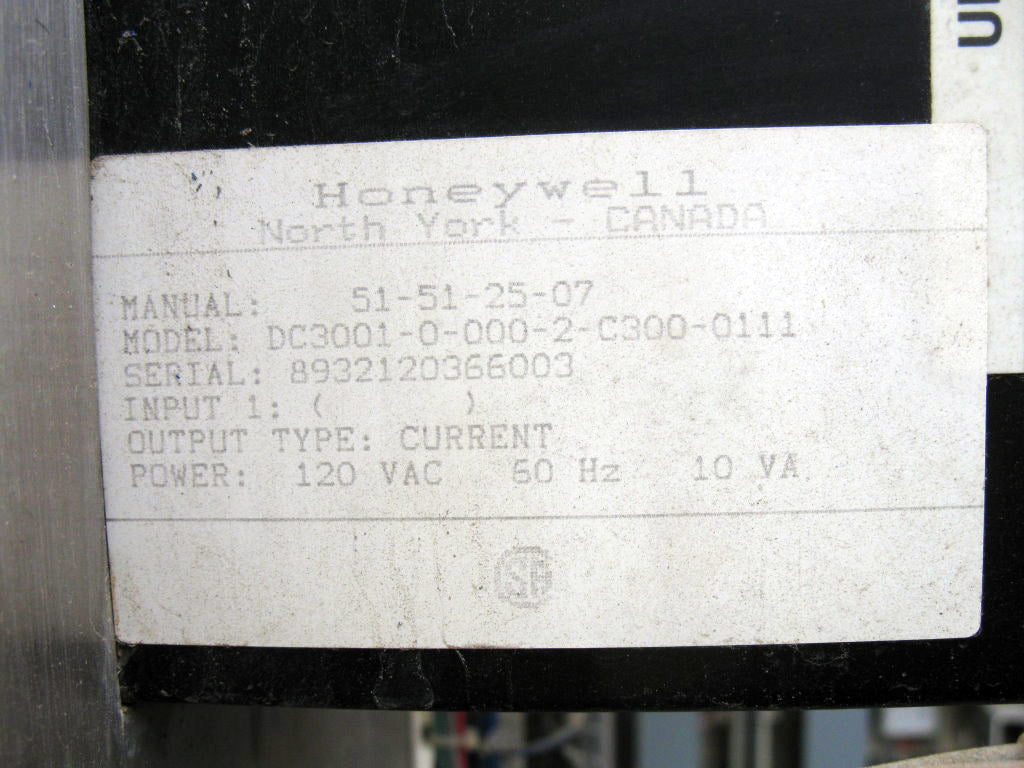 Honeywell
North York - CANADA
MANUAL: 51-51-25-07
MODEL: DC3001-0-000-2-C300-0111
SERIAL: 8932120366003
INPUT 1: ( )
OUTPUT TYPE: CURRENT
POWER: 120 VAC 60 Hz 10 VA